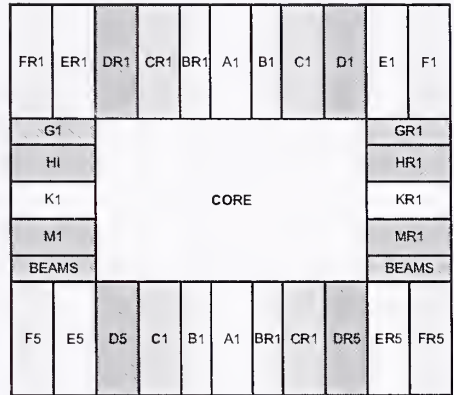 FR1 ER1 DR1 CR1 BR1 A1 B1 C1 D1 E1 F1
G1 GR1
HI HR1
K1 CORE KR1
M1 MR1
BEAMS BEAMS
F5 E5 D5 C1 B1 A1 BR1 CR1 DR5 ER5 FR5